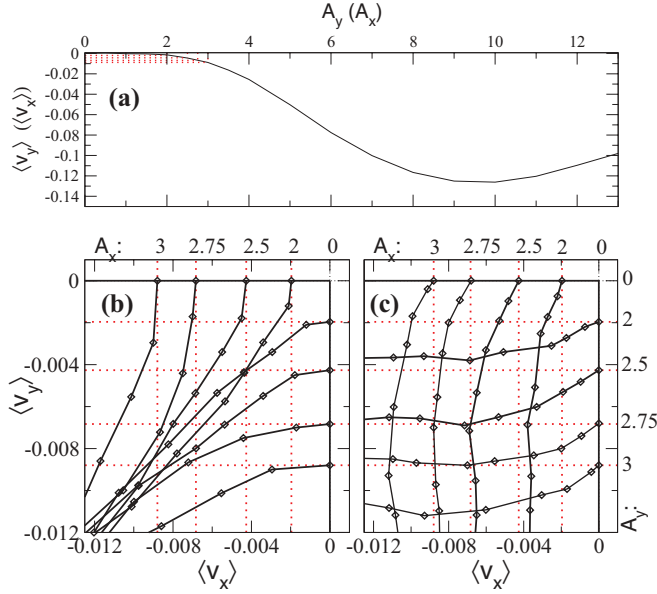 A_y (A_x)
0 2 4 6 8 10 12
0
-0.02
-0.04
-0.06
-0.08
-0.1
-0.12
-0.14
⟨v_y⟩ (⟨v_x⟩)
(a)
A_x: 3 2.75 2.5 2 0
A_x: 3 2.75 2.5 2 0
(b)
(c)
0
-0.004
-0.008
-0.012
⟨v_y⟩
0
2
2.5
2.75
3
A_y:
-0.012 -0.008 -0.004 0
-0.012 -0.008 -0.004 0
⟨v_x⟩
⟨v_x⟩